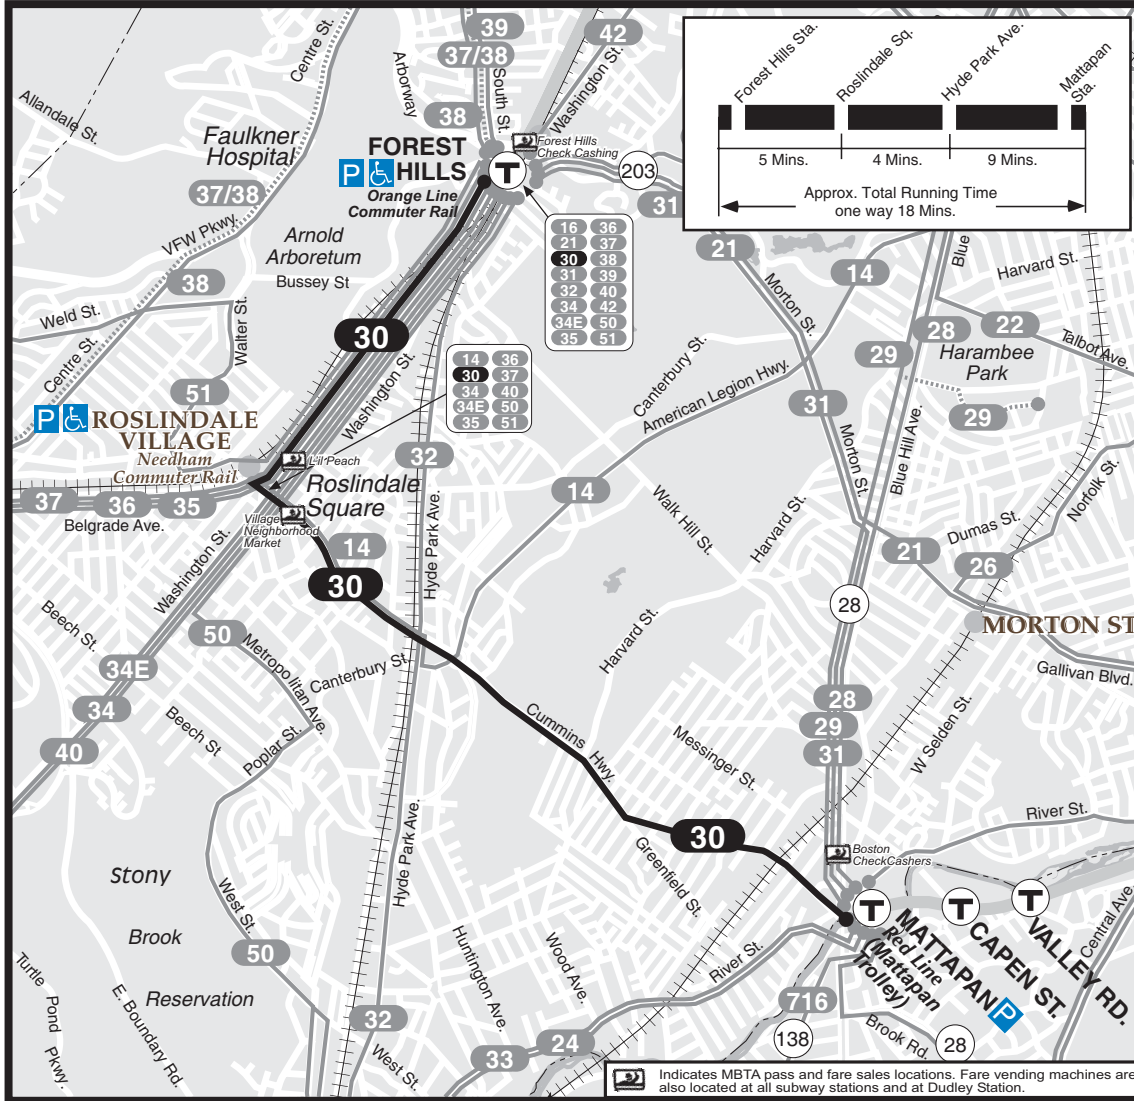 39
37/38
42
Centre St.
Arborway
South St.
Washington St.
Allandale St.
Faulkner
Hospital
38
37/38
VFW Pkwy.
FOREST
HILLS
P
T
Orange Line
Commuter Rail
Forest Hills
Check Cashing
203
31
Forest Hills Sta.
Roslindale Sq.
Hyde Park Ave.
Mattapan
Sta.
5 Mins.
4 Mins.
9 Mins.
Approx. Total Running Time
one way 18 Mins.
Arnold
Arboretum
Bussey St
38
Weld St.
Walter St.
Centre St.
51
30
16 36
21 37
30 38
31 39
32 40
34 42
34E 50
35 51
14 36
30 37
34 40
34E 50
35 51
Washington St.
21
Morton St.
14
Blue
Harvard St.
28
22
Talbot Ave.
29
Harambee
Park
29
31
Canterbury St.
American Legion Hwy.
Morton St.
Blue Hill Ave.
P
ROSLINDALE
VILLAGE
Needham
Commuter Rail
Lil Peach
Roslindale
Square
32
37
36
35
Belgrade Ave.
Village
Neighborhood
Market
14
14
Walk Hill St.
Harvard St.
Norfolk St.
Dumas St.
21
26
Washington St.
Hyde Park Ave.
30
28
MORTON ST
Gallivan Blvd.
Beech St.
50
Metropolitan Ave.
Canterbury St.
Harvard St.
34E
34
40
Beech St
Poplar St.
Cummins Hwy.
28
29
31
Messinger St.
W Selden St.
River St.
30
Greenfield St.
Boston
CheckCashers
Hyde Park Ave.
Stony
Brook
Reservation
West St.
50
T
MATTAPAN
Red Line
(Mattapan
Trolley)
P
T
CAPEN ST.
T
VALLEY RD.
Central Ave.
River St.
Huntington Ave.
Wood Ave.
Turtle Pond Pkwy.
E. Boundary Rd.
32
West St.
33
24
716
138
Brook Rd.
28
Indicates MBTA pass and fare sales locations. Fare vending machines are
also located at all subway stations and at Dudley Station.